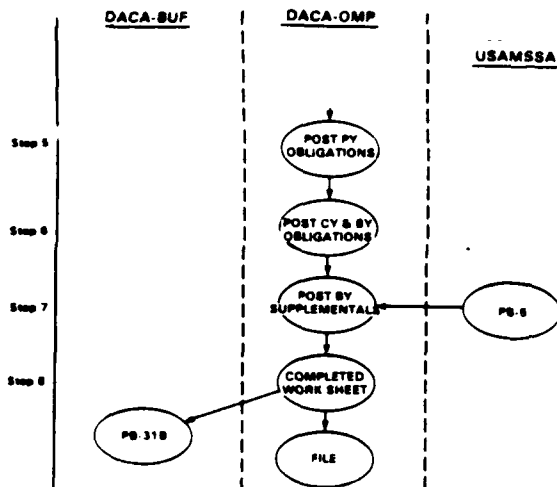 DACA-BUF
DACA-OMP
USAMSSA
Step 5
POST PY
OBLIGATIONS
Step 6
POST CY & BY
OBLIGATIONS
Step 7
POST BY
SUPPLEMENTALS
PB-6
Step 8
COMPLETED
WORK SHEET
PB-31B
FILE